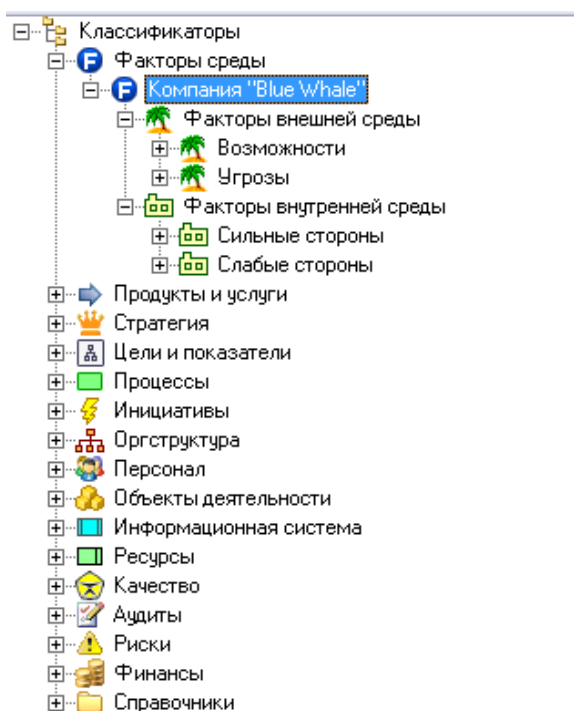 Классификаторы
Факторы среды
Компания "Blue Whale"
Факторы внешней среды
Возможности
Угрозы
Факторы внутренней среды
Сильные стороны
Слабые стороны
Продукты и услуги
Стратегия
Цели и показатели
Процессы
Инициативы
Оргструктура
Персонал
Объекты деятельности
Информационная система
Ресурсы
Качество
Аудиты
Риски
Финансы
Справочники